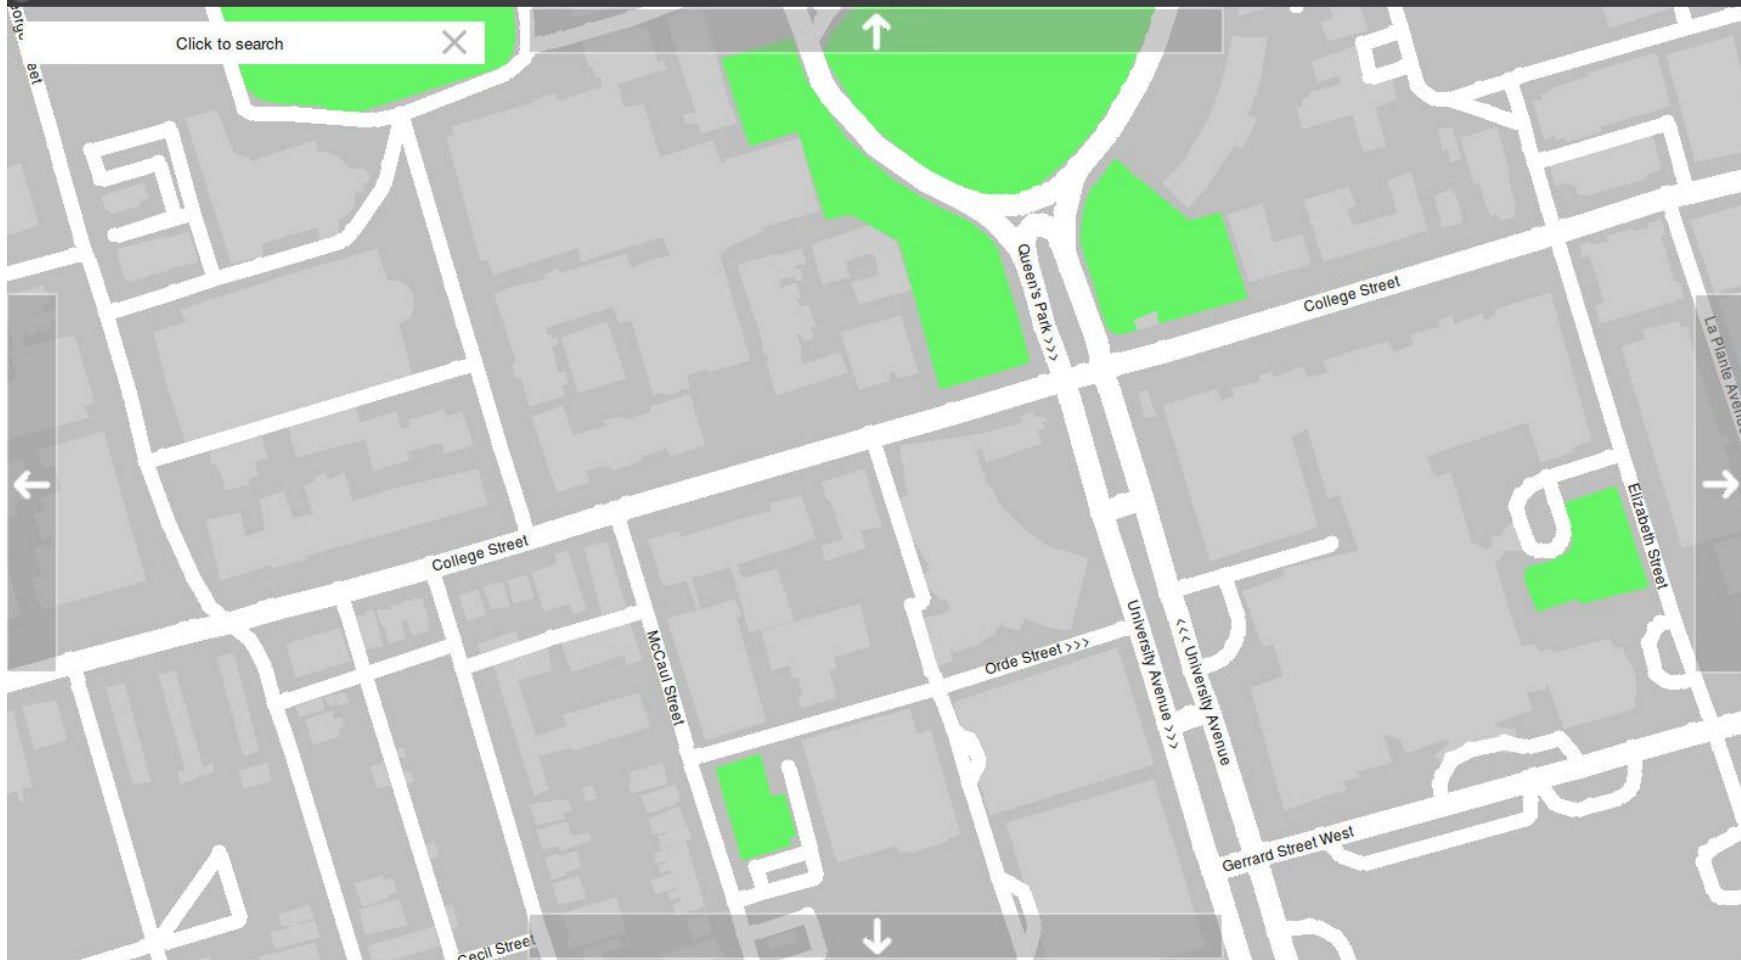 eet
Click to search
Queen's Park >>>
College Street
La Plante Avenue
Elizabeth Street
College Street
McCaul Street
Orde Street >>>
University Avenue >>>
<<< University Avenue
Gerrard Street West
Cecil Street